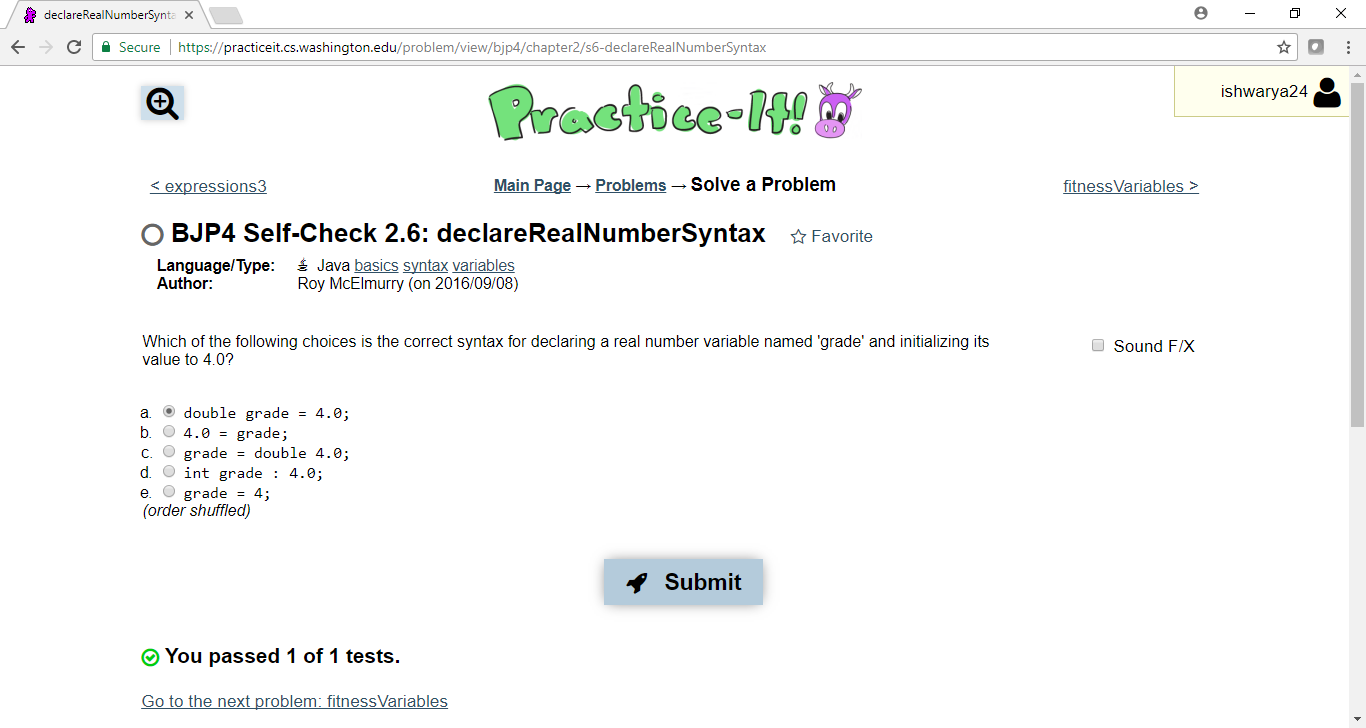 declareRealNumberSynta
Secure | https://practiceit.cs.washington.edu/problem/view/bjp4/chapter2/s6-declareRealNumberSyntax
Practice-It!
ishwarya24
< expressions3
Main Page → Problems → Solve a Problem
fitnessVariables >
BJP4 Self-Check 2.6: declareRealNumberSyntax
Favorite
Language/Type: Java basics syntax variables
Author: Roy McElmurry (on 2016/09/08)
Which of the following choices is the correct syntax for declaring a real number variable named 'grade' and initializing its
value to 4.0?
Sound F/X
a. double grade = 4.0;
b. 4.0 = grade;
c. grade = double 4.0;
d. int grade : 4.0;
e. grade = 4;
(order shuffled)
Submit
You passed 1 of 1 tests.
Go to the next problem: fitnessVariables